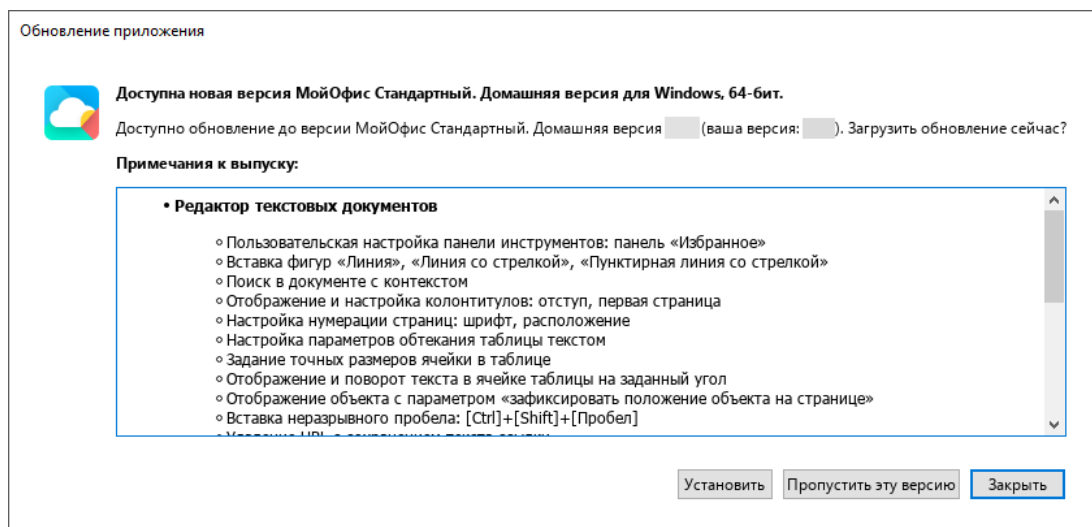 Обновление приложения
Доступна новая версия МойОфис Стандартный. Домашняя версия для Windows, 64-бит.
Доступно обновление до версии МойОфис Стандартный. Домашняя версия (ваша версия: ). Загрузить обновление сейчас?
Примечания к выпуску:
• Редактор текстовых документов
◦ Пользовательская настройка панели инструментов: панель «Избранное»
◦ Вставка фигур «Линия», «Линия со стрелкой», «Пунктирная линия со стрелкой»
◦ Поиск в документе с контекстом
◦ Отображение и настройка колонтитулов: отступ, первая страница
◦ Настройка нумерации страниц: шрифт, расположение
◦ Настройка параметров обтекания таблицы текстом
◦ Задание точных размеров ячейки в таблице
◦ Отображение и поворот текста в ячейке таблицы на заданный угол
◦ Отображение объекта с параметром «зафиксировать положение объекта на странице»
◦ Вставка неразрывного пробела: [Ctrl]+[Shift]+[Пробел]
Установить Пропустить эту версию Закрыть